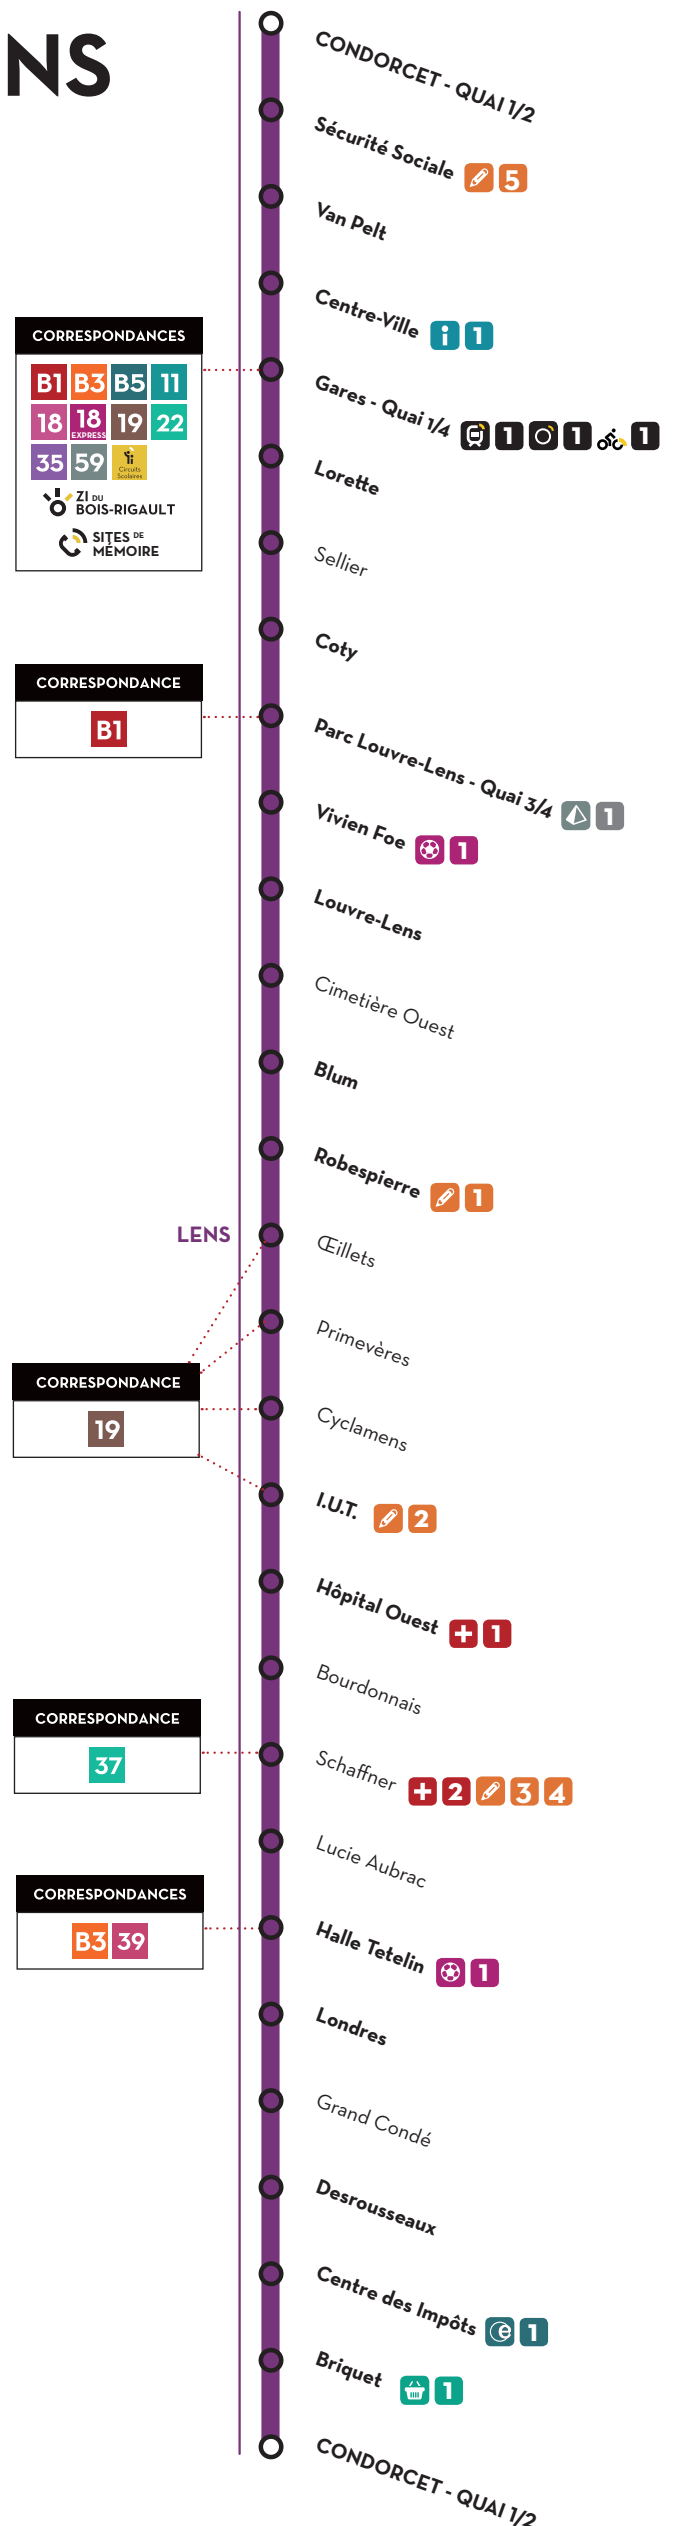 NS
CONDORCET - QUAI 1/2
Sécurité Sociale 5
Van Pelt
Centre-Ville i 1
CORRESPONDANCES
B1 B3 B5 11
18 18 EXPRESS 19 22
35 59 Circuits Scolaires
ZI DU BOIS-RIGAULT
SITES DE MÉMOIRE
Gares - Quai 1/4 1 1 1
Lorette
Sellier
Coty
CORRESPONDANCE
B1
Parc Louvre-Lens - Quai 3/4 1
Vivien Foe 1
Louvre-Lens
Cimetière Ouest
Blum
Robespierre 1
LENS
Œillets
Primevères
CORRESPONDANCE
19
Cyclamens
I.U.T. 2
Hôpital Ouest 1
Bourdonnais
CORRESPONDANCE
37
Schaffner 2 3 4
Lucie Aubrac
CORRESPONDANCES
B3 39
Halle Tetelin 1
Londres
Grand Condé
Desrousseaux
Centre des Impôts e 1
Briquet 1
CONDORCET - QUAI 1/2